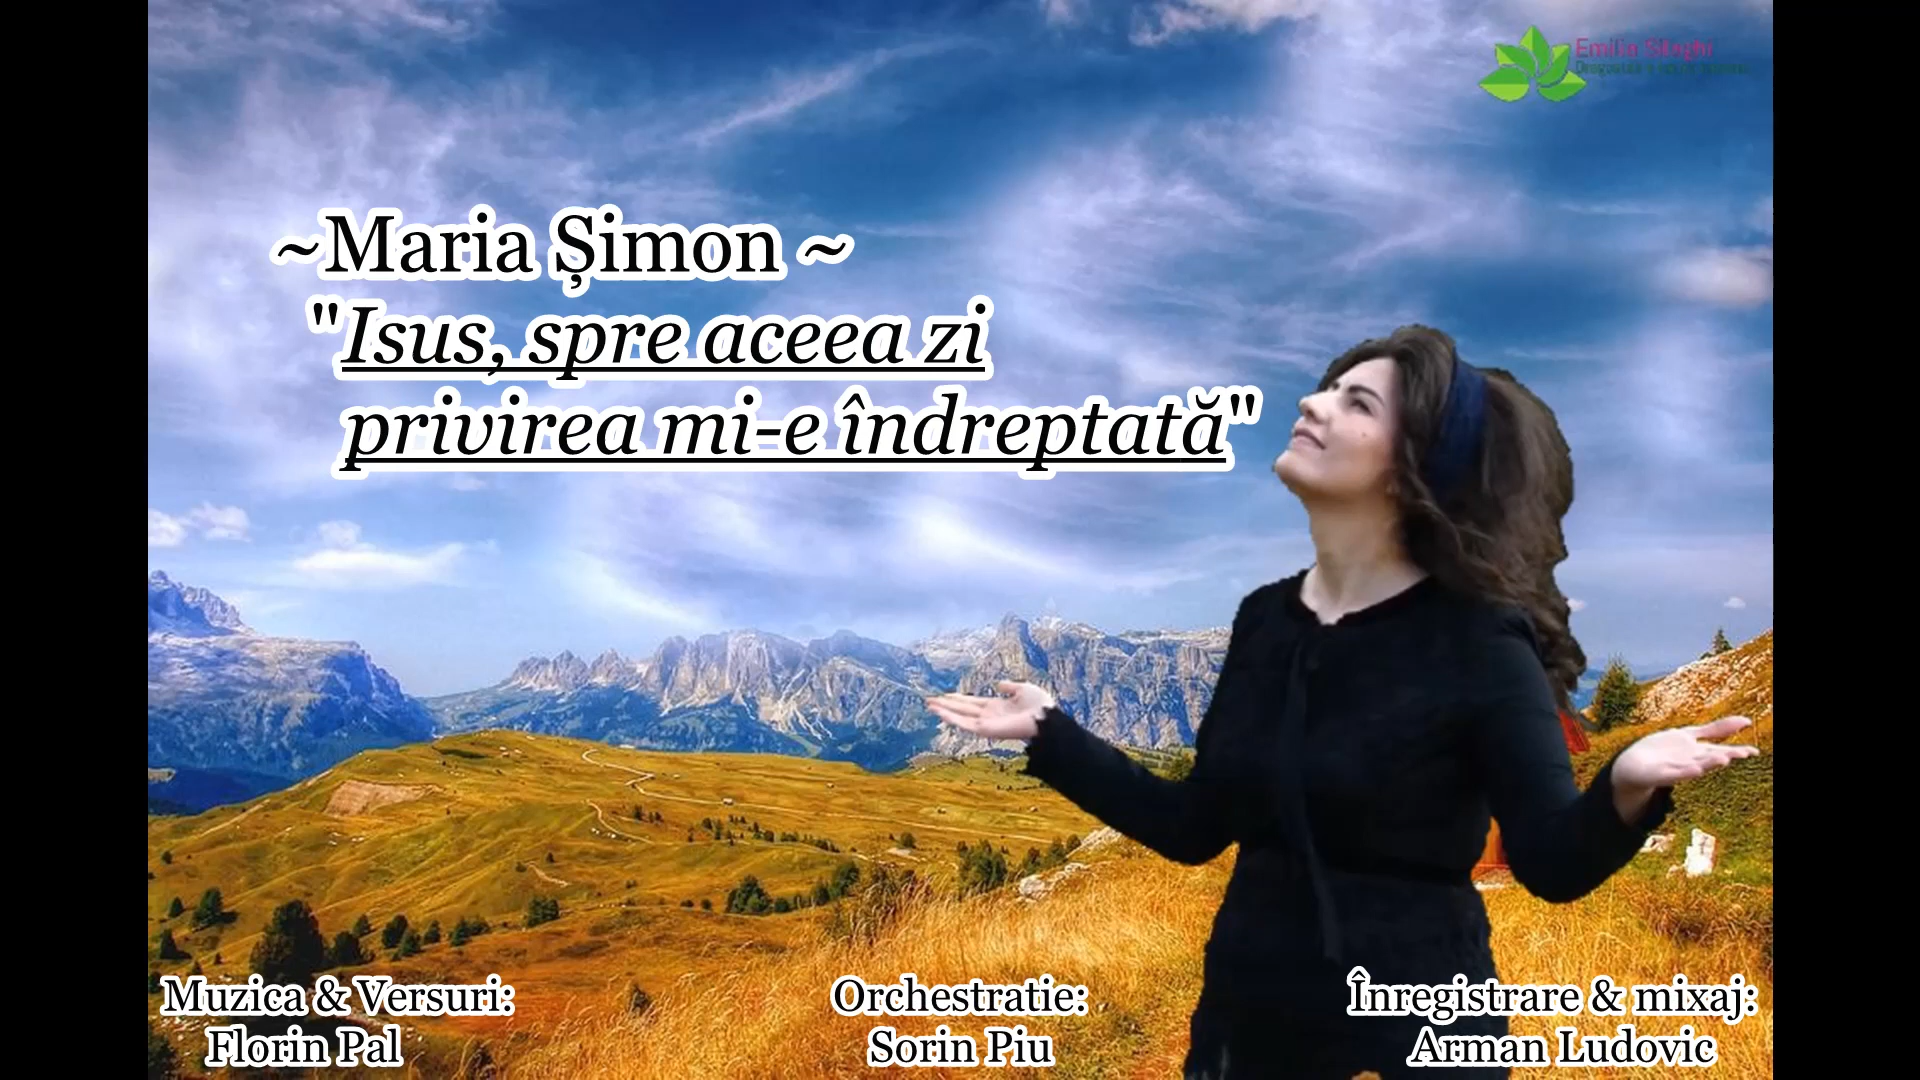 Emilia
~Maria Șimon ~
"Isus, spre aceea zi
privirea mi-e îndreptată"
Muzica & Versuri:
Florin Pal
Orchestratie:
Sorin Piu
Înregistrare & mixaj:
Arman Ludovic